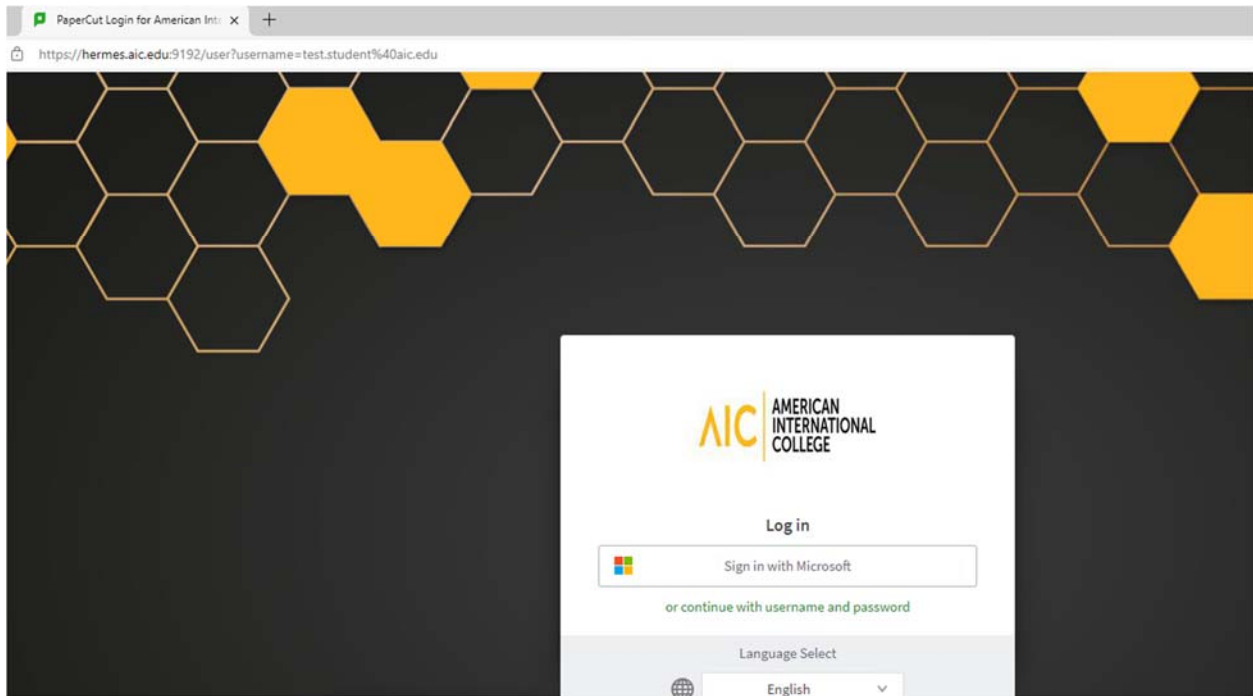 PaperCut Login for American Int
https://hermes.aic.edu:9192/user?username=test.student%40aic.edu
AIC
AMERICAN
INTERNATIONAL
COLLEGE
Log in
Sign in with Microsoft
or continue with username and password
Language Select
English